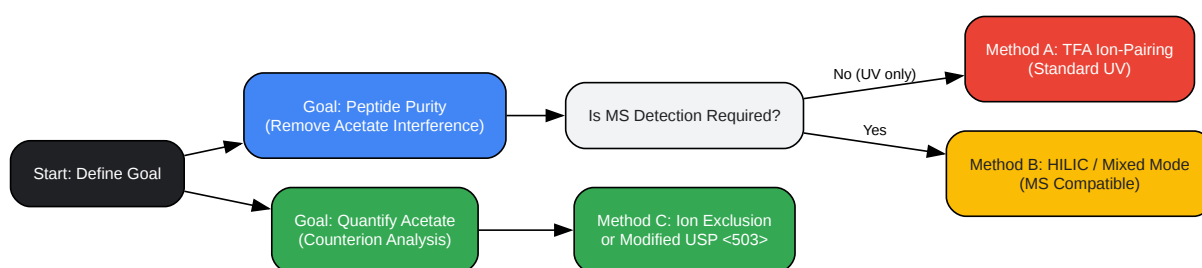 Start: Define Goal
Goal: Peptide Purity
(Remove Acetate Interference)
Is MS Detection Required?
No (UV only)
Method A: TFA Ion-Pairing
(Standard UV)
Yes
Method B: HILIC / Mixed Mode
(MS Compatible)
Goal: Quantify Acetate
(Counterion Analysis)
Method C: Ion Exclusion
or Modified USP <503>